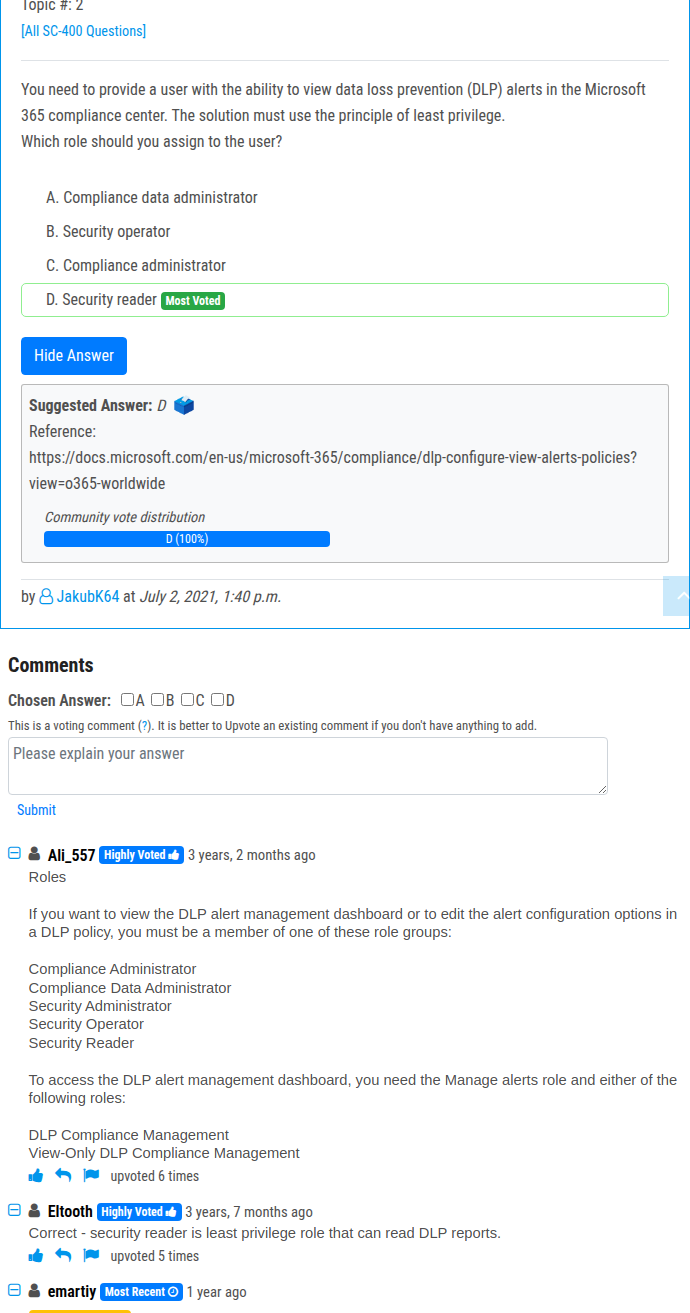 Topic #: 2
[All SC-400 Questions]
You need to provide a user with the ability to view data loss prevention (DLP) alerts in the Microsoft
365 compliance center. The solution must use the principle of least privilege.
Which role should you assign to the user?
A. Compliance data administrator
B. Security operator
C. Compliance administrator
D. Security reader Most Voted
Hide Answer
Suggested Answer: D
Reference:
https://docs.microsoft.com/en-us/microsoft-365/compliance/dlp-configure-view-alerts-policies?
view=o365-worldwide
Community vote distribution
D (100%)
by JakubK64 at July 2, 2021, 1:40 p.m.
Comments
Chosen Answer: A B C D
This is a voting comment (?). It is better to Upvote an existing comment if you don't have anything to add.
Please explain your answer
Submit
Ali_557 Highly Voted 3 years, 2 months ago
Roles
If you want to view the DLP alert management dashboard or to edit the alert configuration options in
a DLP policy, you must be a member of one of these role groups:
Compliance Administrator
Compliance Data Administrator
Security Administrator
Security Operator
Security Reader
To access the DLP alert management dashboard, you need the Manage alerts role and either of the
following roles:
DLP Compliance Management
View-Only DLP Compliance Management
upvoted 6 times
Eltooth Highly Voted 3 years, 7 months ago
Correct - security reader is least privilege role that can read DLP reports.
upvoted 5 times
emartiy Most Recent 1 year ago